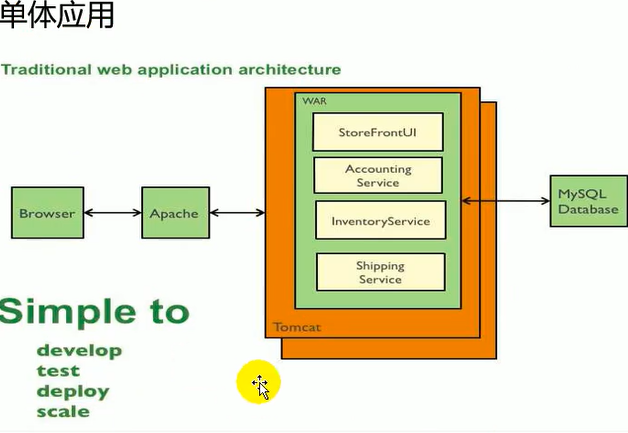 单体应用
Traditional web application architecture
WAR
StoreFrontUI
Accounting
Service
InventoryService
Shipping
Service
Tomcat
Browser
Apache
MySQL
Database
Simple to
develop
test
deploy
scale